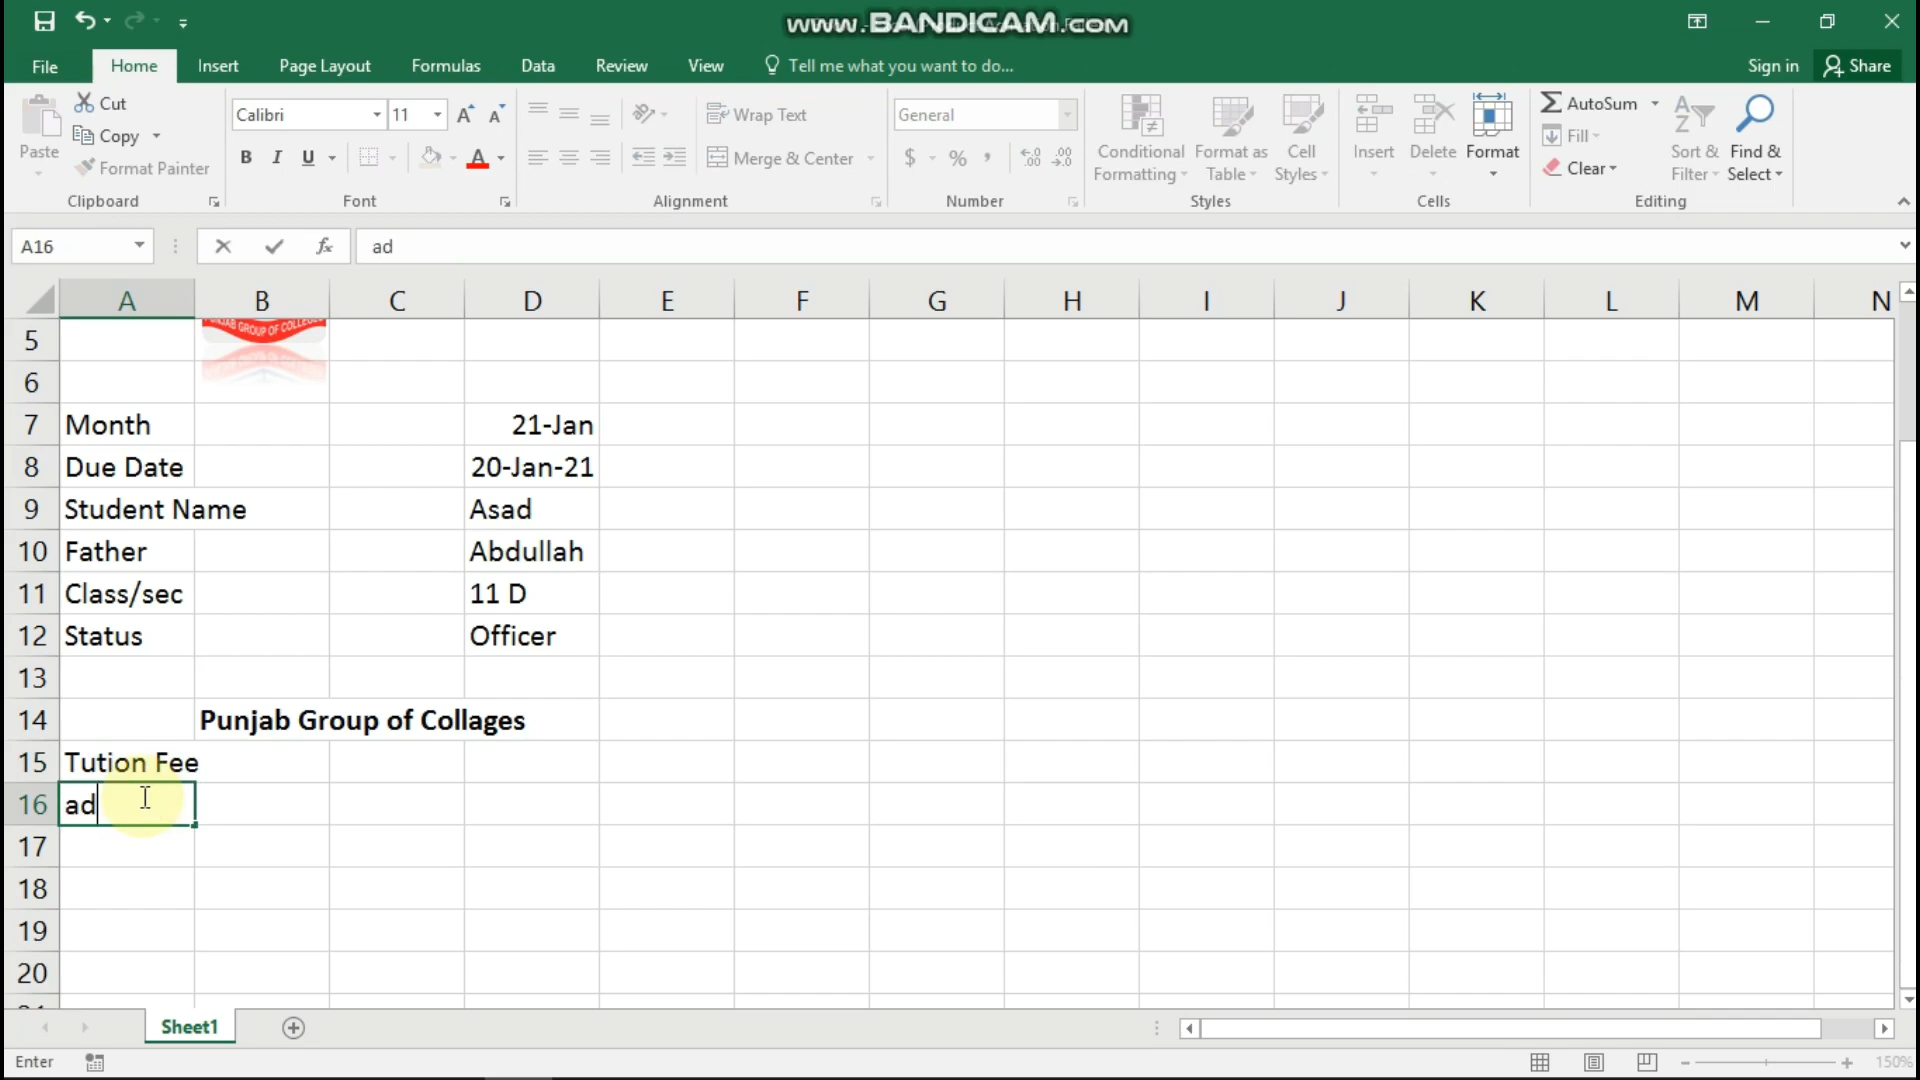 www.BANDICAM.com
File Home Insert Page Layout Formulas Data Review View Tell me what you want to do... Sign in Share
Paste Cut Copy Format Painter Clipboard
Calibri 11 A A B I U A Font
Wrap Text Merge & Center Alignment
General $ % , .00 Number
Conditional Formatting Format as Table Cell Styles Styles
Insert Delete Format Cells
AutoSum Fill Clear Sort & Filter Find & Select Editing
A16 fx ad
A B C D E F G H I J K L M N
GROUP OF
5
6
7 Month 21-Jan
8 Due Date 20-Jan-21
9 Student Name Asad
10 Father Abdullah
11 Class/sec 11 D
12 Status Officer
13
14 Punjab Group of Collages
15 Tution Fee
16 ad
17
18
19
20
Sheet1
Enter 150%